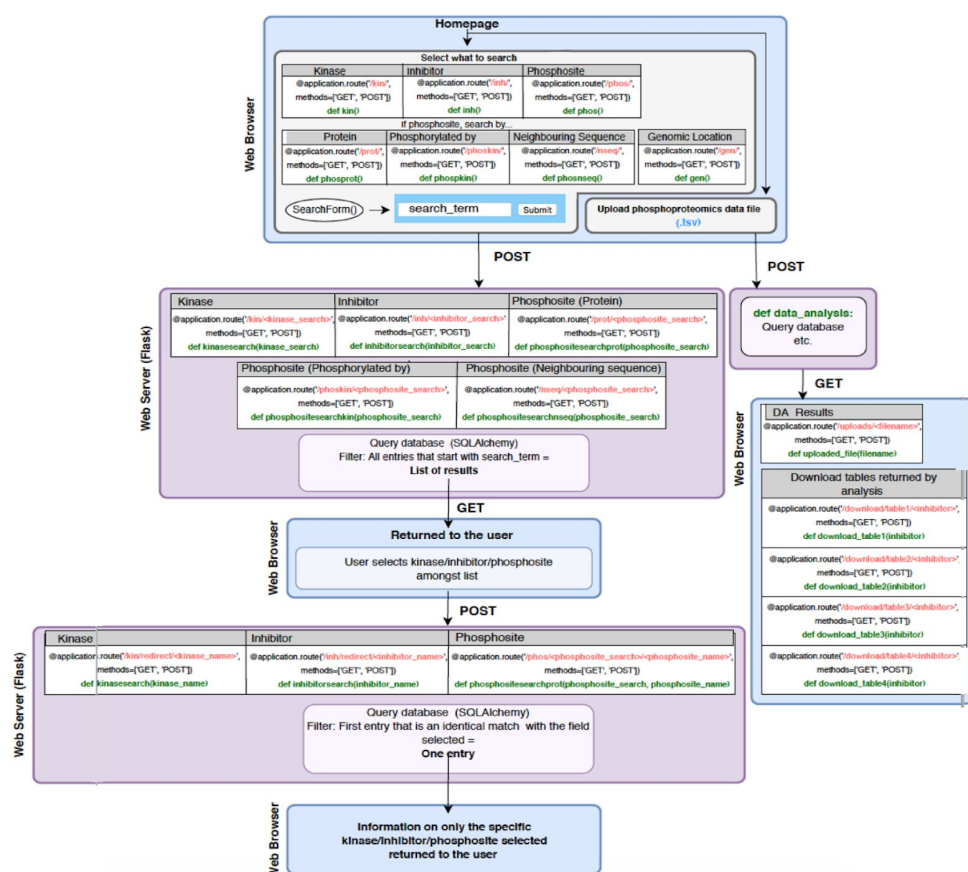 Homepage
Select what to search
Kinase
Inhibitor
Phosphosite
@application.route('/kin/',
methods=['GET', 'POST'])
def kin()
@application.route('/inh/',
methods=['GET', 'POST'])
def inh()
@application.route('/phos/',
methods=['GET', 'POST'])
def phos()
if phosphosite, search by...
Protein
Phosphorylated by
Neighbouring Sequence
Genomic Location
@application.route('/prot/',
methods=['GET', 'POST'])
def phosprot()
@application.route('/phoskin/',
methods=['GET', 'POST'])
def phospkin()
@application.route('/nseq/',
methods=['GET', 'POST'])
def phosnseq()
@application.route('/gen/',
methods=['GET', 'POST'])
def gen()
SearchForm()
search_term
Submit
Upload phosphoproteomics data file
(.tsv)
Web Browser
POST
POST
Web Server (Flask)
Kinase
Inhibitor
Phosphosite (Protein)
@application.route('/kin/<kinase_search>',
methods=['GET', 'POST'])
def kinasesearch(kinase_search)
@application.route('/inh/<inhibitor_search>',
methods=['GET', 'POST'])
def inhibitorsearch(inhibitor_search)
@application.route('/prot/<phosphosite_search>',
methods=['GET', 'POST'])
def phosphositesearchprot(phosphosite_search)
Phosphosite (Phosphorylated by)
Phosphosite (Neighbouring sequence)
@application.route('/phoskin/<phosphosite_search>',
methods=['GET', 'POST'])
def phosphositesearchkin(phosphosite_search)
@application.route('/nseq/<phosphosite_search>',
methods=['GET', 'POST'])
def phosphositesearchnseq(phosphosite_search)
Query database (SQLAlchemy)
Filter: All entries that start with search_term =
List of results
def data_analysis:
Query database
etc.
GET
Web Browser
DA Results
@application.route('/uploads/<filename>',
methods=['GET', 'POST'])
def uploaded_file(filename)
Download tables returned by
analysis
@application.route('/download/table1/<inhibitor>',
methods=['GET', 'POST'])
def download_table1(inhibitor)
@application.route('/download/table2/<inhibitor>',
methods=['GET', 'POST'])
def download_table2(inhibitor)
@application.route('/download/table3/<inhibitor>',
methods=['GET', 'POST'])
def download_table3(inhibitor)
@application.route('/download/table4/<inhibitor>',
methods=['GET', 'POST'])
def download_table4(inhibitor)
GET
Web Browser
Returned to the user
User selects kinase/inhibitor/phosphosite
amongst list
POST
Web Server (Flask)
Kinase
Inhibitor
Phosphosite
@application.route('/kin/redirect/<kinase_name>',
methods=['GET', 'POST'])
def kinasesearch(kinase_name)
@application.route('/inh/redirect/<inhibitor_name>',
methods=['GET', 'POST'])
def inhibitorsearch(inhibitor_name)
@application.route('/phos/<phosphosite_search>/<phosphosite_name>',
methods=['GET', 'POST'])
def phosphositesearchprot(phosphosite_search, phosphosite_name)
Query database (SQLAlchemy)
Filter: First entry that is an identical match with the field
selected =
One entry
Web Browser
Information on only the specific
kinase/inhibitor/phosphosite selected
returned to the user